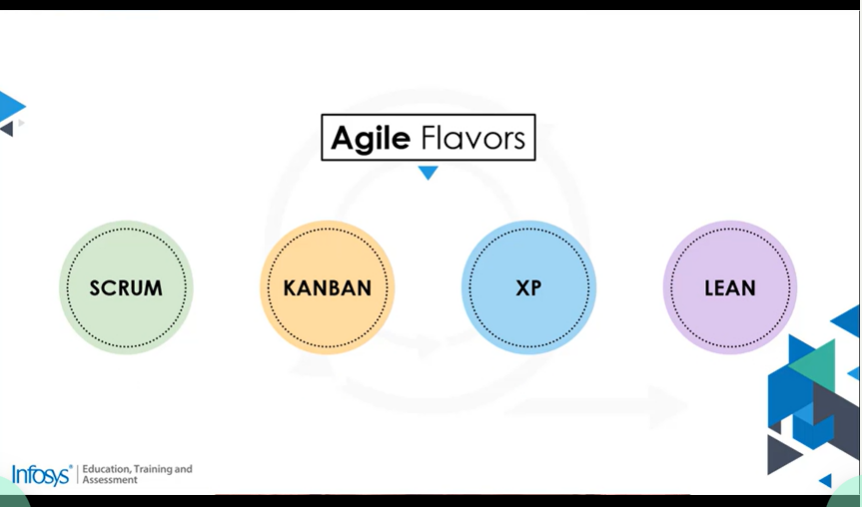 Agile Flavors
SCRUM
KANBAN
XP
LEAN
Infosys®
Education, Training and
Assessment